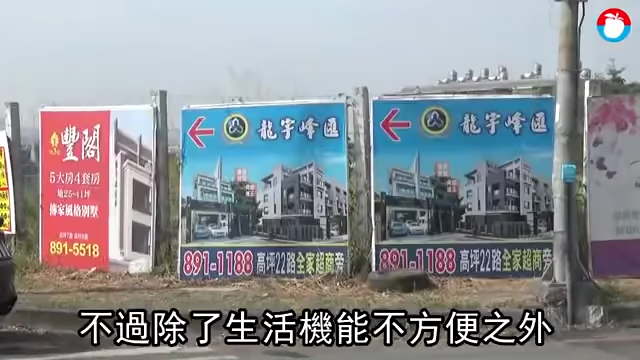 豐閣
5大房4套房
地25-41坪
傳家風格別墅
891-5518
龍宇峰匯
891-1188 高坪22路全家超商旁
龍宇峰匯
891-1188 高坪22路全家超商旁
不過除了生活機能不方便之外